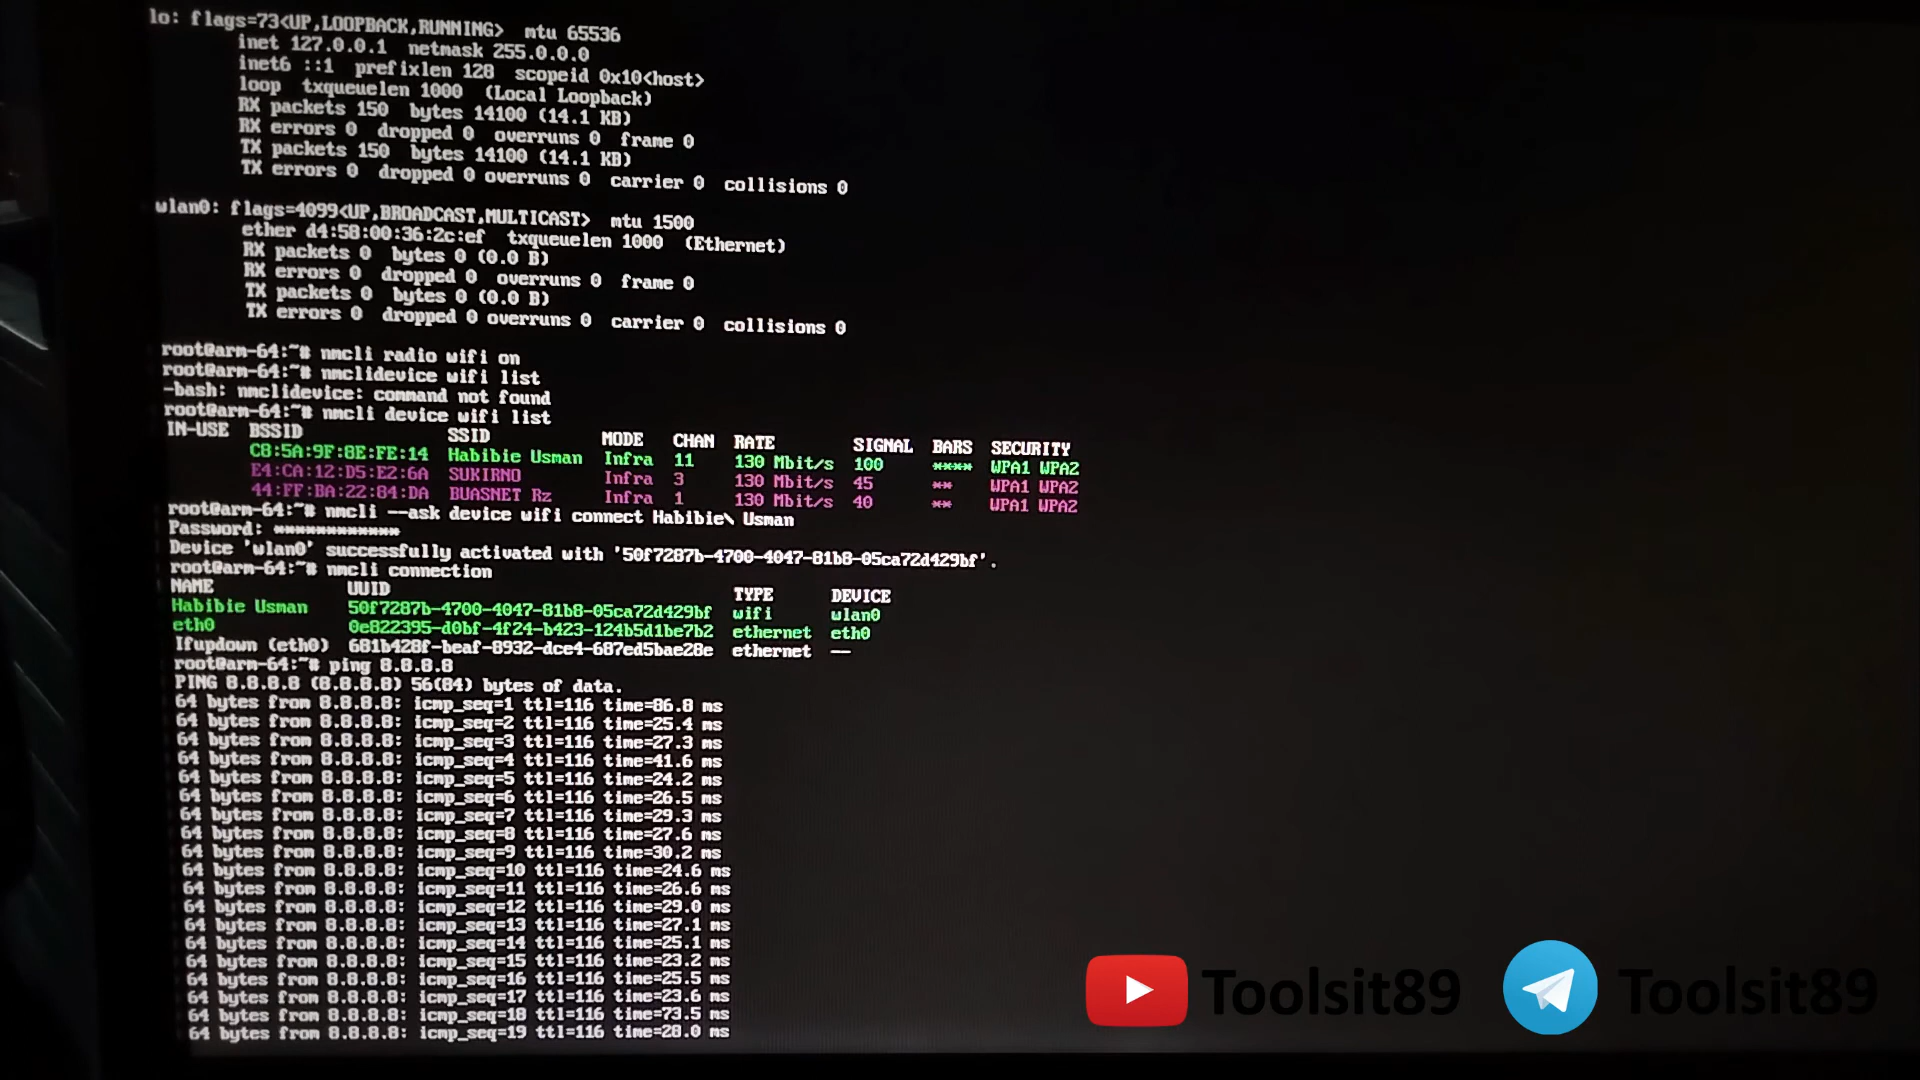 lo: flags=73<UP,LOOPBACK,RUNNING>  mtu 65536
inet 127.0.0.1  netmask 255.0.0.0
inet6 ::1  prefixlen 128  scopeid 0x10<host>
loop  txqueuelen 1000  (Local Loopback)
RX packets 150  bytes 14100 (14.1 KB)
RX errors 0  dropped 0  overruns 0  frame 0
TX packets 150  bytes 14100 (14.1 KB)
TX errors 0  dropped 0 overruns 0  carrier 0  collisions 0
wlan0: flags=4099<UP,BROADCAST,MULTICAST>  mtu 1500
ether d4:58:00:36:2c:ef  txqueuelen 1000  (Ethernet)
RX packets 0  bytes 0 (0.0 B)
RX errors 0  dropped 0  overruns 0  frame 0
TX packets 0  bytes 0 (0.0 B)
TX errors 0  dropped 0 overruns 0  carrier 0  collisions 0
root@arm-64:~# nmcli radio wifi on
root@arm-64:~# nmclidevice wifi list
-bash: nmclidevice: command not found
root@arm-64:~# nmcli device wifi list
IN-USE  BSSID  SSID  MODE  CHAN  RATE  SIGNAL  BARS  SECURITY
C8:5A:9F:8E:FE:14  Habibie Usman  Infra  11  130 Mbit/s  100  ****  WPA1 WPA2
E4:CA:12:D5:E2:6A  SUKIRNO  Infra  3  130 Mbit/s  45  **  WPA1 WPA2
44:FF:BA:22:84:DA  BUASNET Rz  Infra  1  130 Mbit/s  40  **  WPA1 WPA2
root@arm-64:~# nmcli --ask device wifi connect Habibie\ Usman
Password: ************
Device 'wlan0' successfully activated with '50f7287b-4700-4047-81b8-05ca72d429bf'.
root@arm-64:~# nmcli connection
NAME  UUID  TYPE  DEVICE
Habibie Usman  50f7287b-4700-4047-81b8-05ca72d429bf  wifi  wlan0
eth0  0e822395-d0bf-4f24-b423-124b5d1be7b2  ethernet  eth0
Ifupdown (eth0)  681b428f-beaf-8932-dce4-687ed5bae28e  ethernet  --
root@arm-64:~# ping 8.8.8.8
PING 8.8.8.8 (8.8.8.8) 56(84) bytes of data.
64 bytes from 8.8.8.8: icmp_seq=1 ttl=116 time=86.8 ms
64 bytes from 8.8.8.8: icmp_seq=2 ttl=116 time=25.4 ms
64 bytes from 8.8.8.8: icmp_seq=3 ttl=116 time=27.3 ms
64 bytes from 8.8.8.8: icmp_seq=4 ttl=116 time=41.6 ms
64 bytes from 8.8.8.8: icmp_seq=5 ttl=116 time=24.2 ms
64 bytes from 8.8.8.8: icmp_seq=6 ttl=116 time=26.5 ms
64 bytes from 8.8.8.8: icmp_seq=7 ttl=116 time=29.3 ms
64 bytes from 8.8.8.8: icmp_seq=8 ttl=116 time=27.6 ms
64 bytes from 8.8.8.8: icmp_seq=9 ttl=116 time=30.2 ms
64 bytes from 8.8.8.8: icmp_seq=10 ttl=116 time=24.6 ms
64 bytes from 8.8.8.8: icmp_seq=11 ttl=116 time=26.6 ms
64 bytes from 8.8.8.8: icmp_seq=12 ttl=116 time=29.0 ms
64 bytes from 8.8.8.8: icmp_seq=13 ttl=116 time=27.1 ms
64 bytes from 8.8.8.8: icmp_seq=14 ttl=116 time=25.1 ms
64 bytes from 8.8.8.8: icmp_seq=15 ttl=116 time=23.2 ms
64 bytes from 8.8.8.8: icmp_seq=16 ttl=116 time=25.5 ms
64 bytes from 8.8.8.8: icmp_seq=17 ttl=116 time=23.6 ms
64 bytes from 8.8.8.8: icmp_seq=18 ttl=116 time=73.5 ms
64 bytes from 8.8.8.8: icmp_seq=19 ttl=116 time=28.0 ms
Toolsit89
Toolsit89